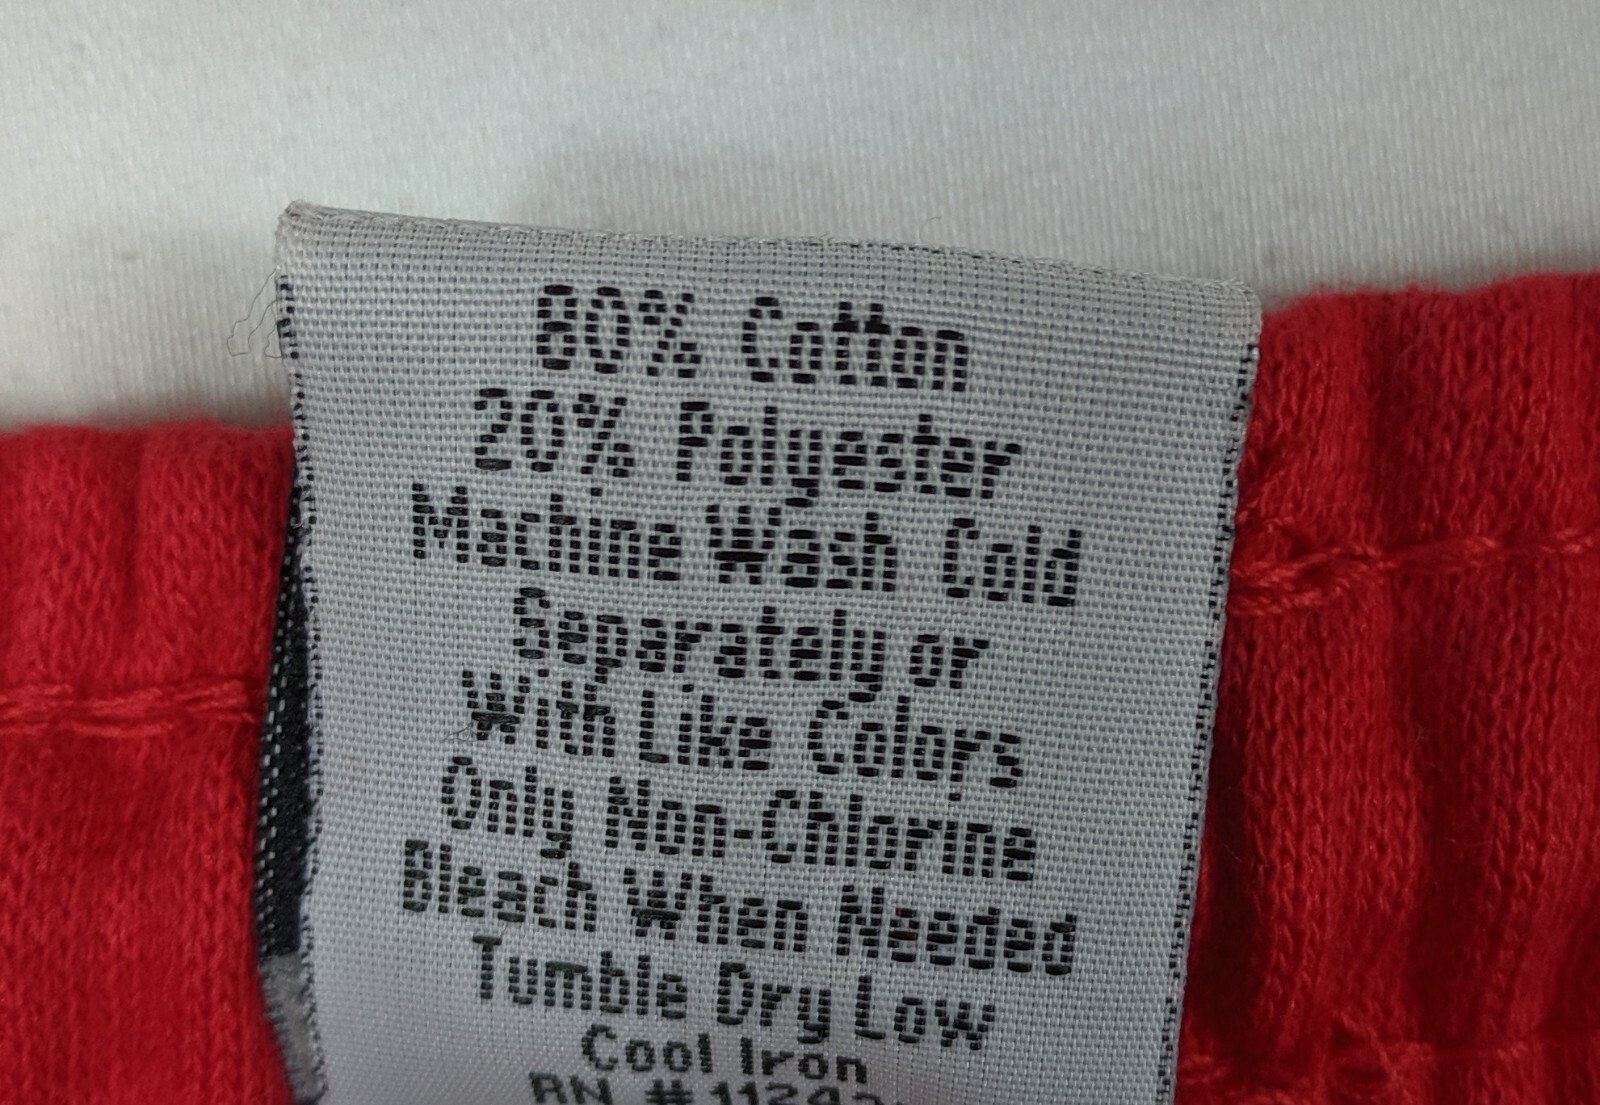 80% Cotton
20% Polyester
Machine Wash Cold
Separately or
With Like Colors
Only Non-Chlorine
Bleach When Needed
Tumble Dry Low
Cool Iron
RN #